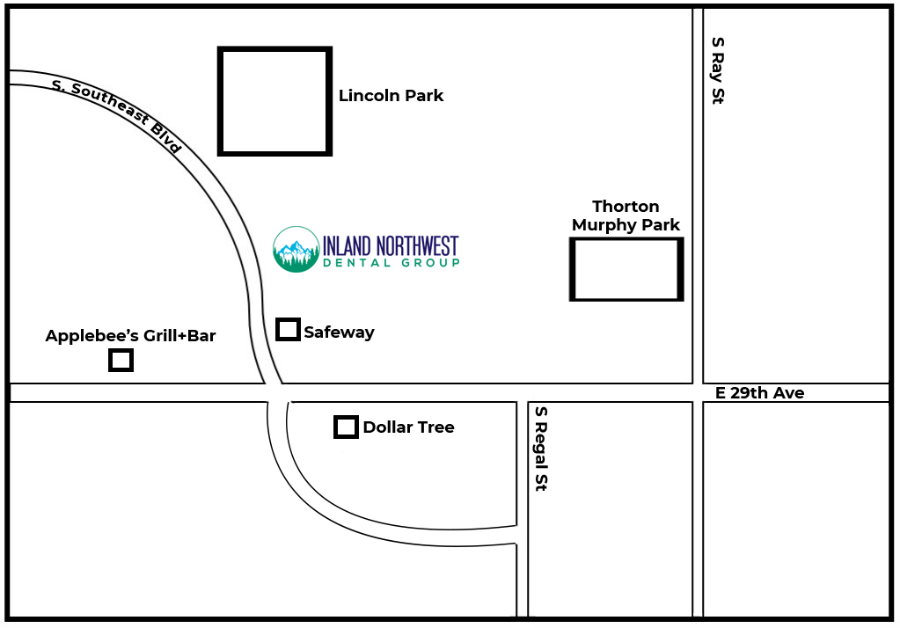 S Ray St
S. Southeast Blvd
Lincoln Park
Thorton
Murphy Park
INLAND NORTHWEST
DENTAL GROUP
Applebee's Grill+Bar
Safeway
E 29th Ave
Dollar Tree
S Regal St